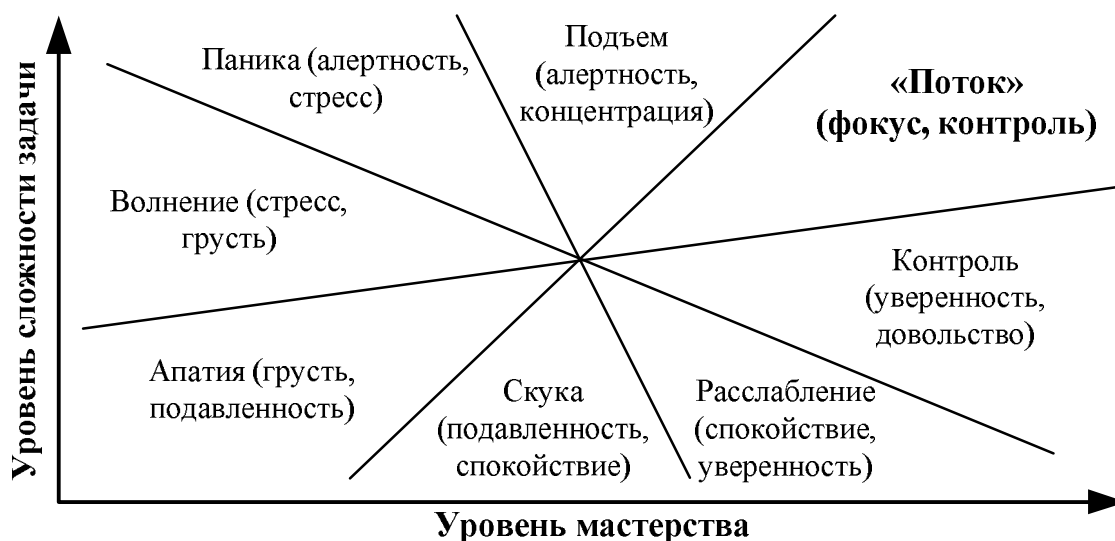 Уровень сложности задачи
Паника (алертность,
стресс)
Подъем
(алертность,
концентрация)
«Поток»
(фокус, контроль)
Волнение (стресс,
грусть)
Контроль
(уверенность,
довольство)
Апатия (грусть,
подавленность)
Скука
(подавленность,
спокойствие)
Расслабление
(спокойствие,
уверенность)
Уровень мастерства